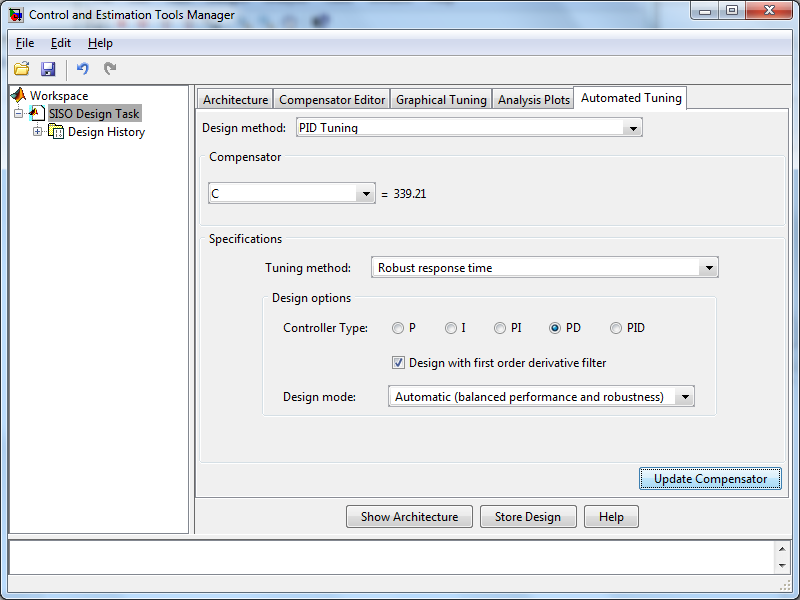 Control and Estimation Tools Manager
File Edit Help
Workspace
SISO Design Task
Design History
Architecture Compensator Editor Graphical Tuning Analysis Plots Automated Tuning
Design method: PID Tuning
Compensator
C = 339.21
Specifications
Tuning method: Robust response time
Design options
Controller Type: P I PI PD PID
Design with first order derivative filter
Design mode: Automatic (balanced performance and robustness)
Update Compensator
Show Architecture Store Design Help